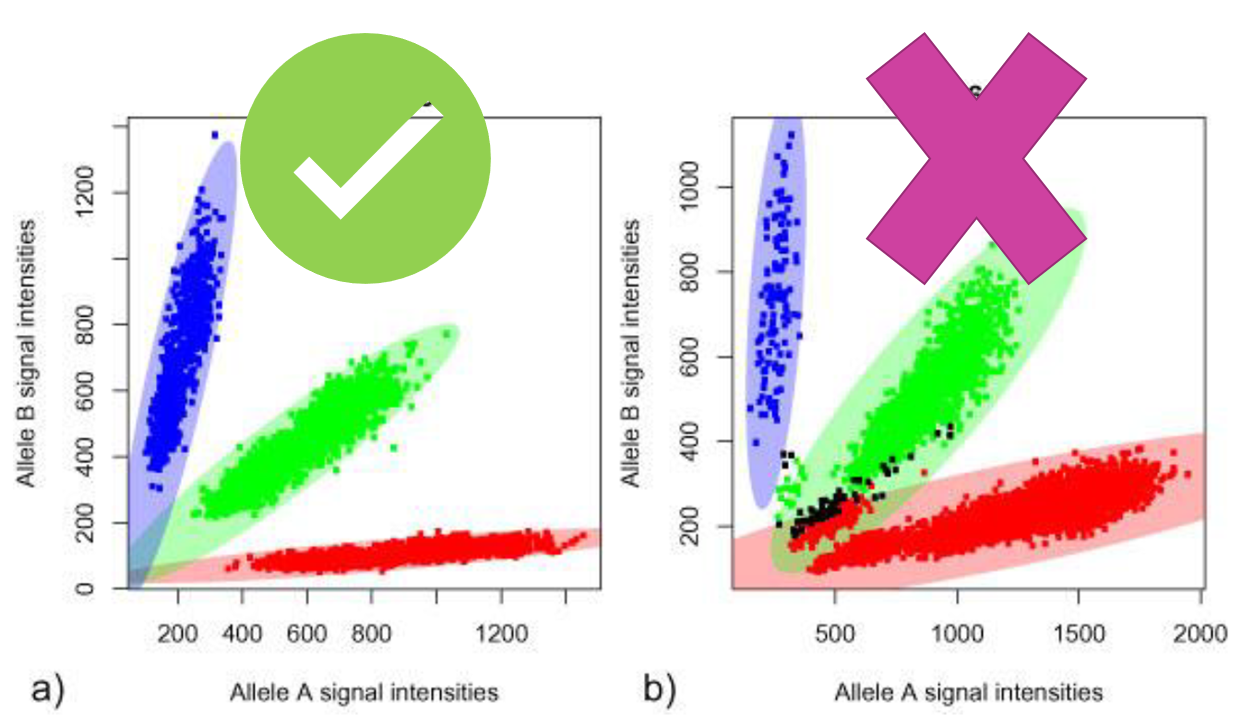 1200
800
600
400
200
0
Allele B signal intensities
200 400 600 800 1200
a) Allele A signal intensities
1000
800
600
400
200
Allele B signal intensities
500 1000 1500 2000
b) Allele A signal intensities